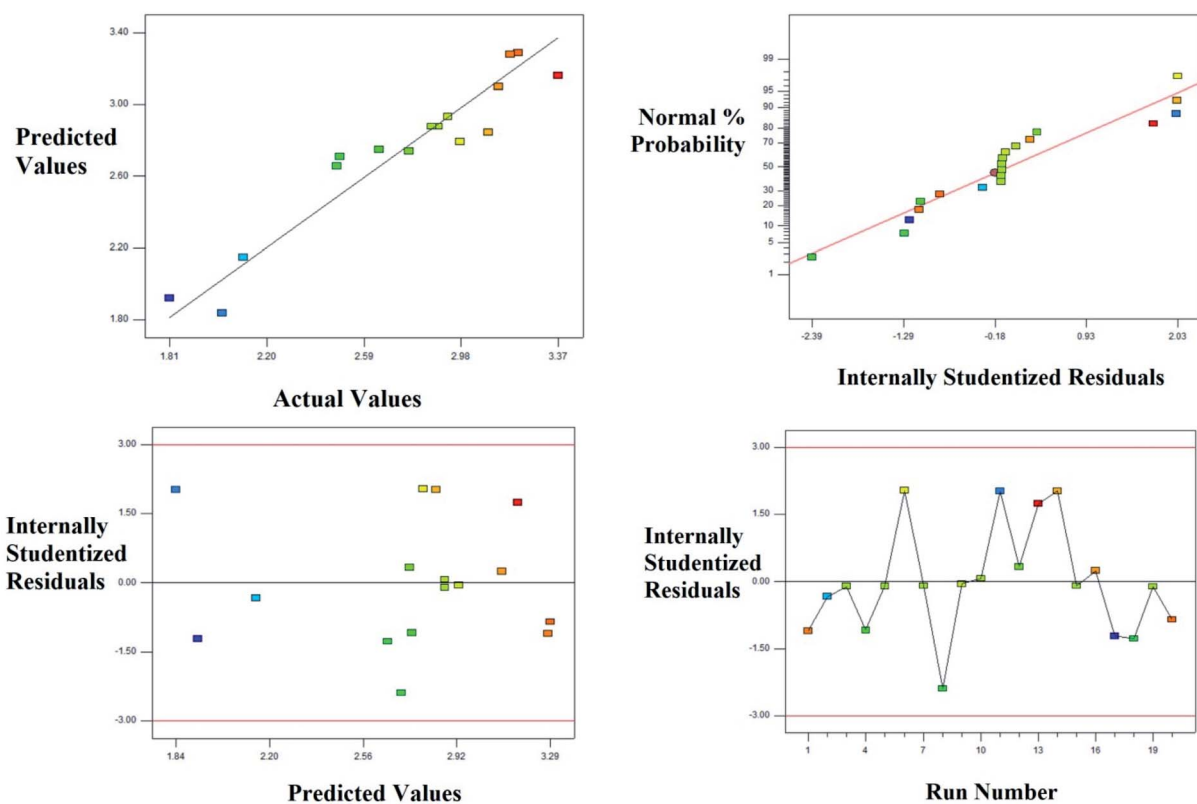 3.40
3.00
2.60
2.20
1.80
Predicted
Values
1.81 2.20 2.59 2.98 3.37
Actual Values
99
95
90
80
70
50
30
20
10
5
1
Normal %
Probability
-2.39 -1.29 -0.18 0.93 2.03
Internally Studentized Residuals
3.00
1.50
0.00
-1.50
-3.00
Internally
Studentized
Residuals
1.84 2.20 2.56 2.92 3.29
Predicted Values
3.00
1.50
0.00
-1.50
-3.00
Internally
Studentized
Residuals
1 4 7 10 13 16 19
Run Number